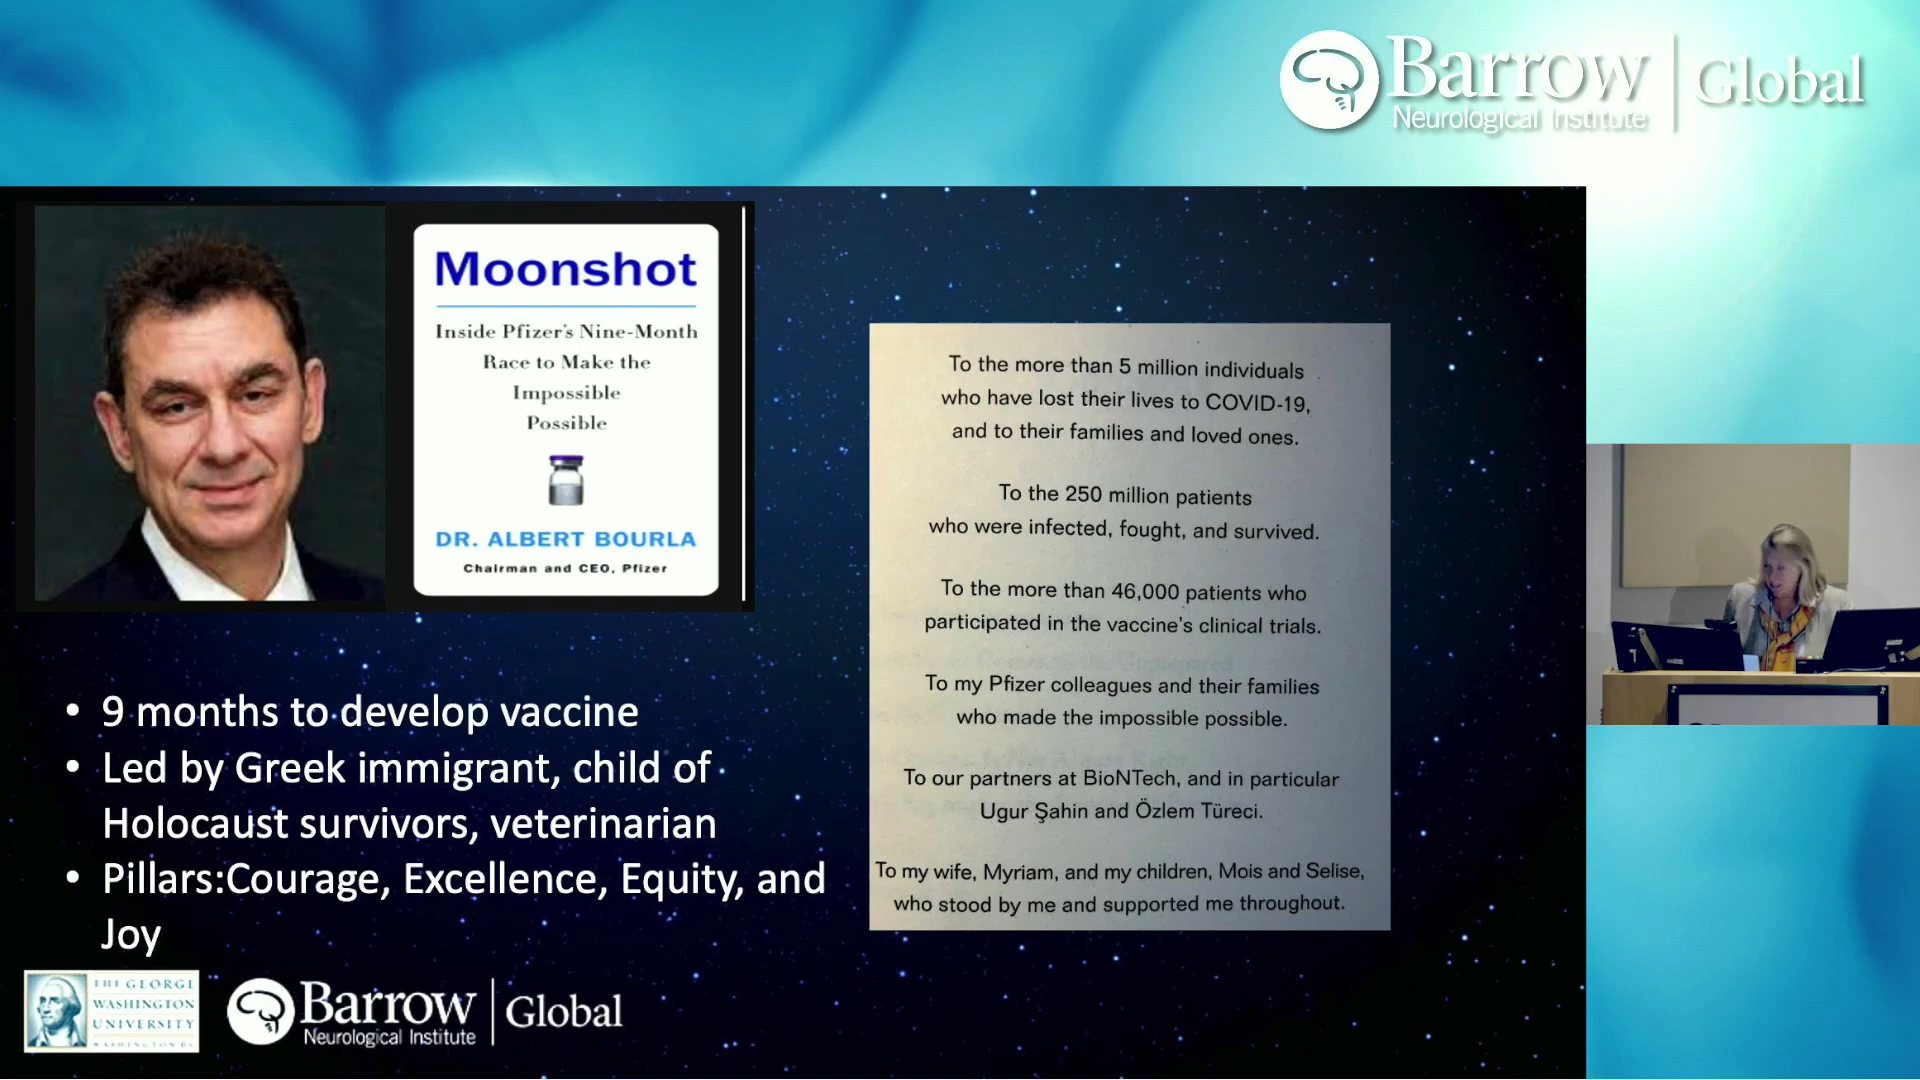 Barrow
Neurological Institute
Global
Moonshot
Inside Pfizer's Nine-Month
Race to Make the
Impossible
Possible
DR. ALBERT BOURLA
Chairman and CEO, Pfizer
• 9 months to develop vaccine
• Led by Greek immigrant, child of
Holocaust survivors, veterinarian
• Pillars:Courage, Excellence, Equity, and
Joy
To the more than 5 million individuals
who have lost their lives to COVID-19,
and to their families and loved ones.
To the 250 million patients
who were infected, fought, and survived.
To the more than 46,000 patients who
participated in the vaccine's clinical trials.
To my Pfizer colleagues and their families
who made the impossible possible.
To our partners at BioNTech, and in particular
Ugur Şahin and Özlem Türeci.
To my wife, Myriam, and my children, Mois and Selise,
who stood by me and supported me throughout.
THE GEORGE
WASHINGTON
UNIVERSITY
WASHINGTON DC
Barrow
Neurological Institute
Global